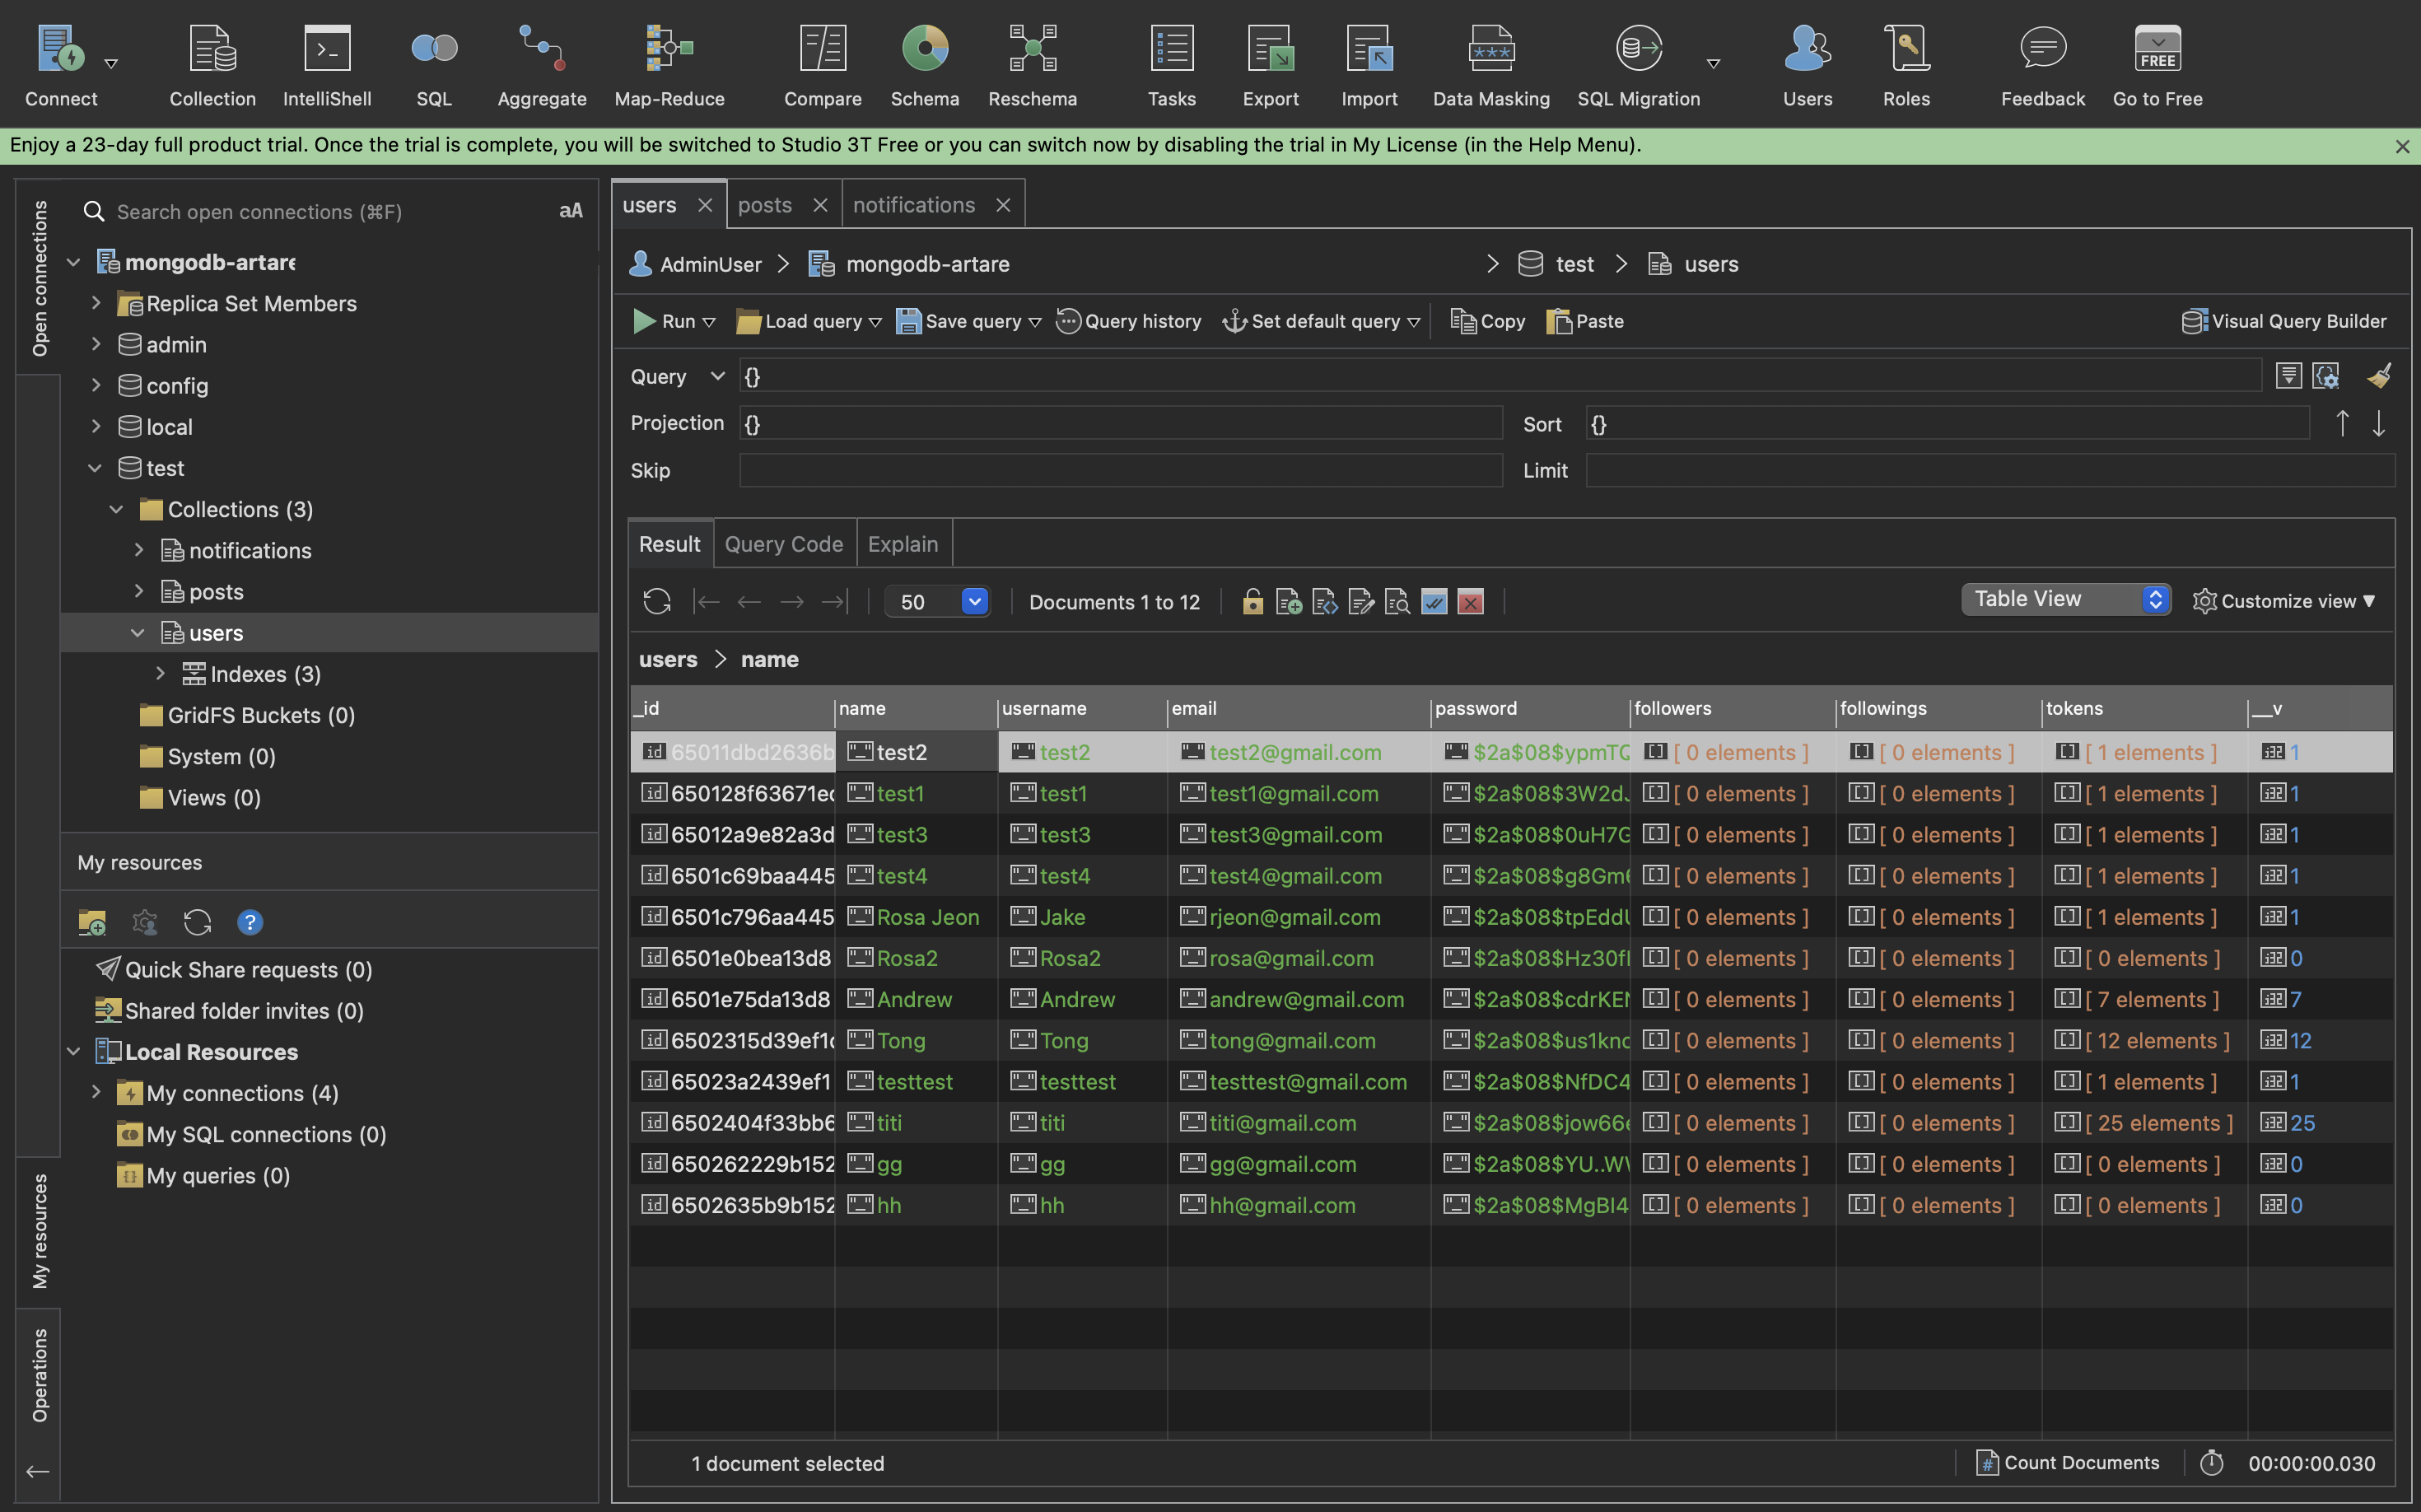 Connect Collection IntelliShell SQL Aggregate Map-Reduce Compare Schema Reschema Tasks Export Import Data Masking SQL Migration Users Roles Feedback FREE Go to Free
Enjoy a 23-day full product trial. Once the trial is complete, you will be switched to Studio 3T Free or you can switch now by disabling the trial in My License (in the Help Menu).
Open connections
Search open connections (⌘F) aA
mongodb-artare
Replica Set Members
admin
config
local
test
Collections (3)
notifications
posts
users
Indexes (3)
GridFS Buckets (0)
System (0)
Views (0)
My resources
Quick Share requests (0)
Shared folder invites (0)
Local Resources
My connections (4)
My SQL connections (0)
My queries (0)
My resources
Operations
users posts notifications
AdminUser mongodb-artare test users
Run Load query Save query Query history Set default query Copy Paste Visual Query Builder
Query {}
Projection {} Sort {}
Skip Limit
Result Query Code Explain
50 Documents 1 to 12 Table View Customize view
users > name
_id name username email password followers followings tokens __v
65011dbd2636b test2 test2 test2@gmail.com $2a$08$ypmTQ [ 0 elements ] [ 0 elements ] [ 1 elements ] 1
650128f63671e test1 test1 test1@gmail.com $2a$08$3W2d [ 0 elements ] [ 0 elements ] [ 1 elements ] 1
65012a9e82a3d test3 test3 test3@gmail.com $2a$08$0uH7G [ 0 elements ] [ 0 elements ] [ 1 elements ] 1
6501c69baa445 test4 test4 test4@gmail.com $2a$08$g8Gm6 [ 0 elements ] [ 0 elements ] [ 1 elements ] 1
6501c796aa445 Rosa Jeon Jake rjeon@gmail.com $2a$08$tpEdd [ 0 elements ] [ 0 elements ] [ 1 elements ] 1
6501e0bea13d8 Rosa2 Rosa2 rosa@gmail.com $2a$08$Hz30f [ 0 elements ] [ 0 elements ] [ 0 elements ] 0
6501e75da13d8 Andrew Andrew andrew@gmail.com $2a$08$cdrKE [ 0 elements ] [ 0 elements ] [ 7 elements ] 7
6502315d39ef1 Tong Tong tong@gmail.com $2a$08$us1kn [ 0 elements ] [ 0 elements ] [ 12 elements ] 12
65023a2439ef1 testtest testtest testtest@gmail.com $2a$08$NfDC4 [ 0 elements ] [ 0 elements ] [ 1 elements ] 1
6502404f33bb6 titi titi titi@gmail.com $2a$08$jow66 [ 0 elements ] [ 0 elements ] [ 25 elements ] 25
650262229b152 gg gg gg@gmail.com $2a$08$YU..W [ 0 elements ] [ 0 elements ] [ 0 elements ] 0
6502635b9b152 hh hh hh@gmail.com $2a$08$MgBI4 [ 0 elements ] [ 0 elements ] [ 0 elements ] 0
1 document selected Count Documents 00:00:00.030